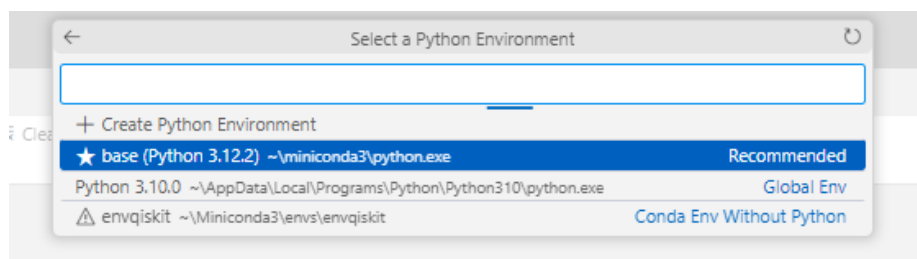 Select a Python Environment
Clea
+ Create Python Environment
★ base (Python 3.12.2) ~\miniconda3\python.exe Recommended
Python 3.10.0 ~\AppData\Local\Programs\Python\Python310\python.exe Global Env
envqiskit ~\Miniconda3\envs\envqiskit Conda Env Without Python